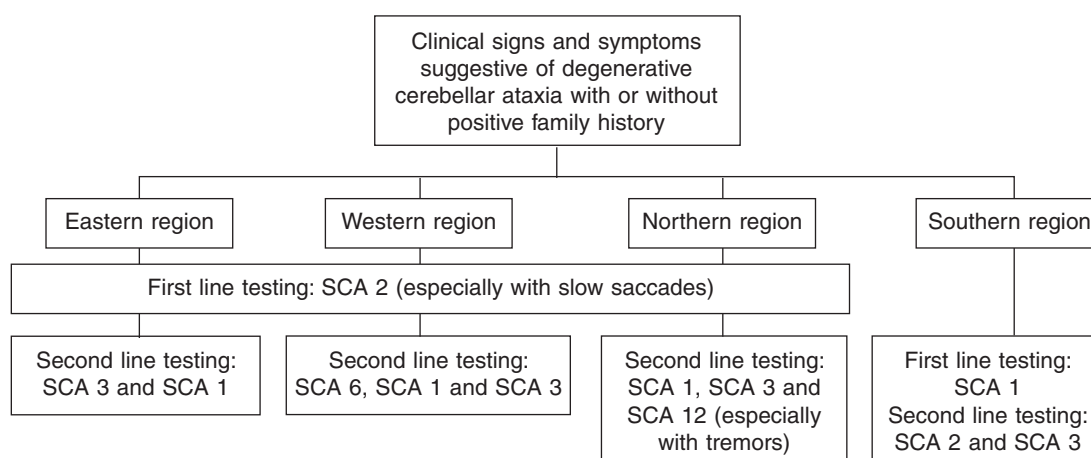 Clinical signs and symptoms
suggestive of degenerative
cerebellar ataxia with or without
positive family history
Eastern region
Western region
Northern region
Southern region
First line testing: SCA 2 (especially with slow saccades)
Second line testing:
SCA 3 and SCA 1
Second line testing:
SCA 6, SCA 1 and SCA 3
Second line testing:
SCA 1, SCA 3 and
SCA 12 (especially
with tremors)
First line testing:
SCA 1
Second line testing:
SCA 2 and SCA 3